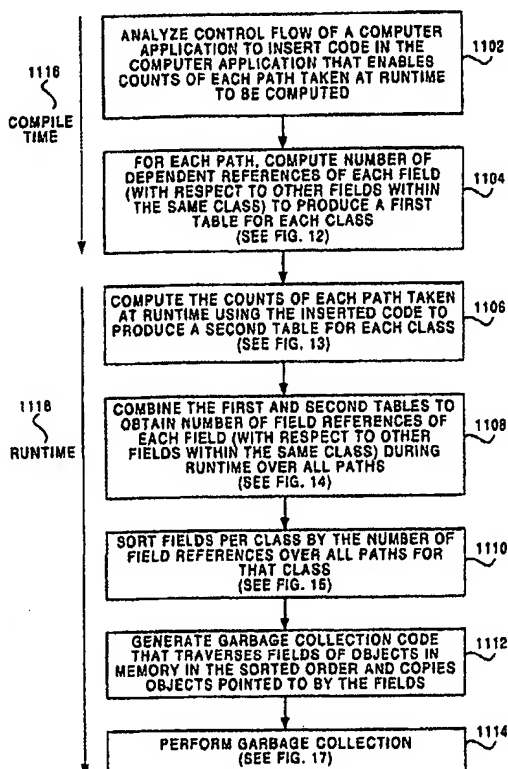 ANALYZE CONTROL FLOW OF A COMPUTER
APPLICATION TO INSERT CODE IN THE
COMPUTER APPLICATION THAT ENABLES
COUNTS OF EACH PATH TAKEN AT RUNTIME
TO BE COMPUTED
1102
1116
COMPILE
TIME
FOR EACH PATH, COMPUTE NUMBER OF
DEPENDENT REFERENCES OF EACH FIELD
(WITH RESPECT TO OTHER FIELDS WITHIN
THE SAME CLASS) TO PRODUCE A FIRST
TABLE FOR EACH CLASS
(SEE FIG. 12)
1104
COMPUTE THE COUNTS OF EACH PATH TAKEN
AT RUNTIME USING THE INSERTED CODE TO
PRODUCE A SECOND TABLE FOR EACH CLASS
(SEE FIG. 13)
1106
1118
RUNTIME
COMBINE THE FIRST AND SECOND TABLES TO
OBTAIN NUMBER OF FIELD REFERENCES OF
EACH FIELD (WITH RESPECT TO OTHER
FIELDS WITHIN THE SAME CLASS) DURING
RUNTIME OVER ALL PATHS
(SEE FIG. 14)
1108
SORT FIELDS PER CLASS BY THE NUMBER OF
FIELD REFERENCES OVER ALL PATHS FOR
THAT CLASS
(SEE FIG. 15)
1110
GENERATE GARBAGE COLLECTION CODE
THAT TRAVERSES FIELDS OF OBJECTS IN
MEMORY IN THE SORTED ORDER AND COPIES
OBJECTS POINTED TO BY THE FIELDS
1112
PERFORM GARBAGE COLLECTION
(SEE FIG. 17)
1114